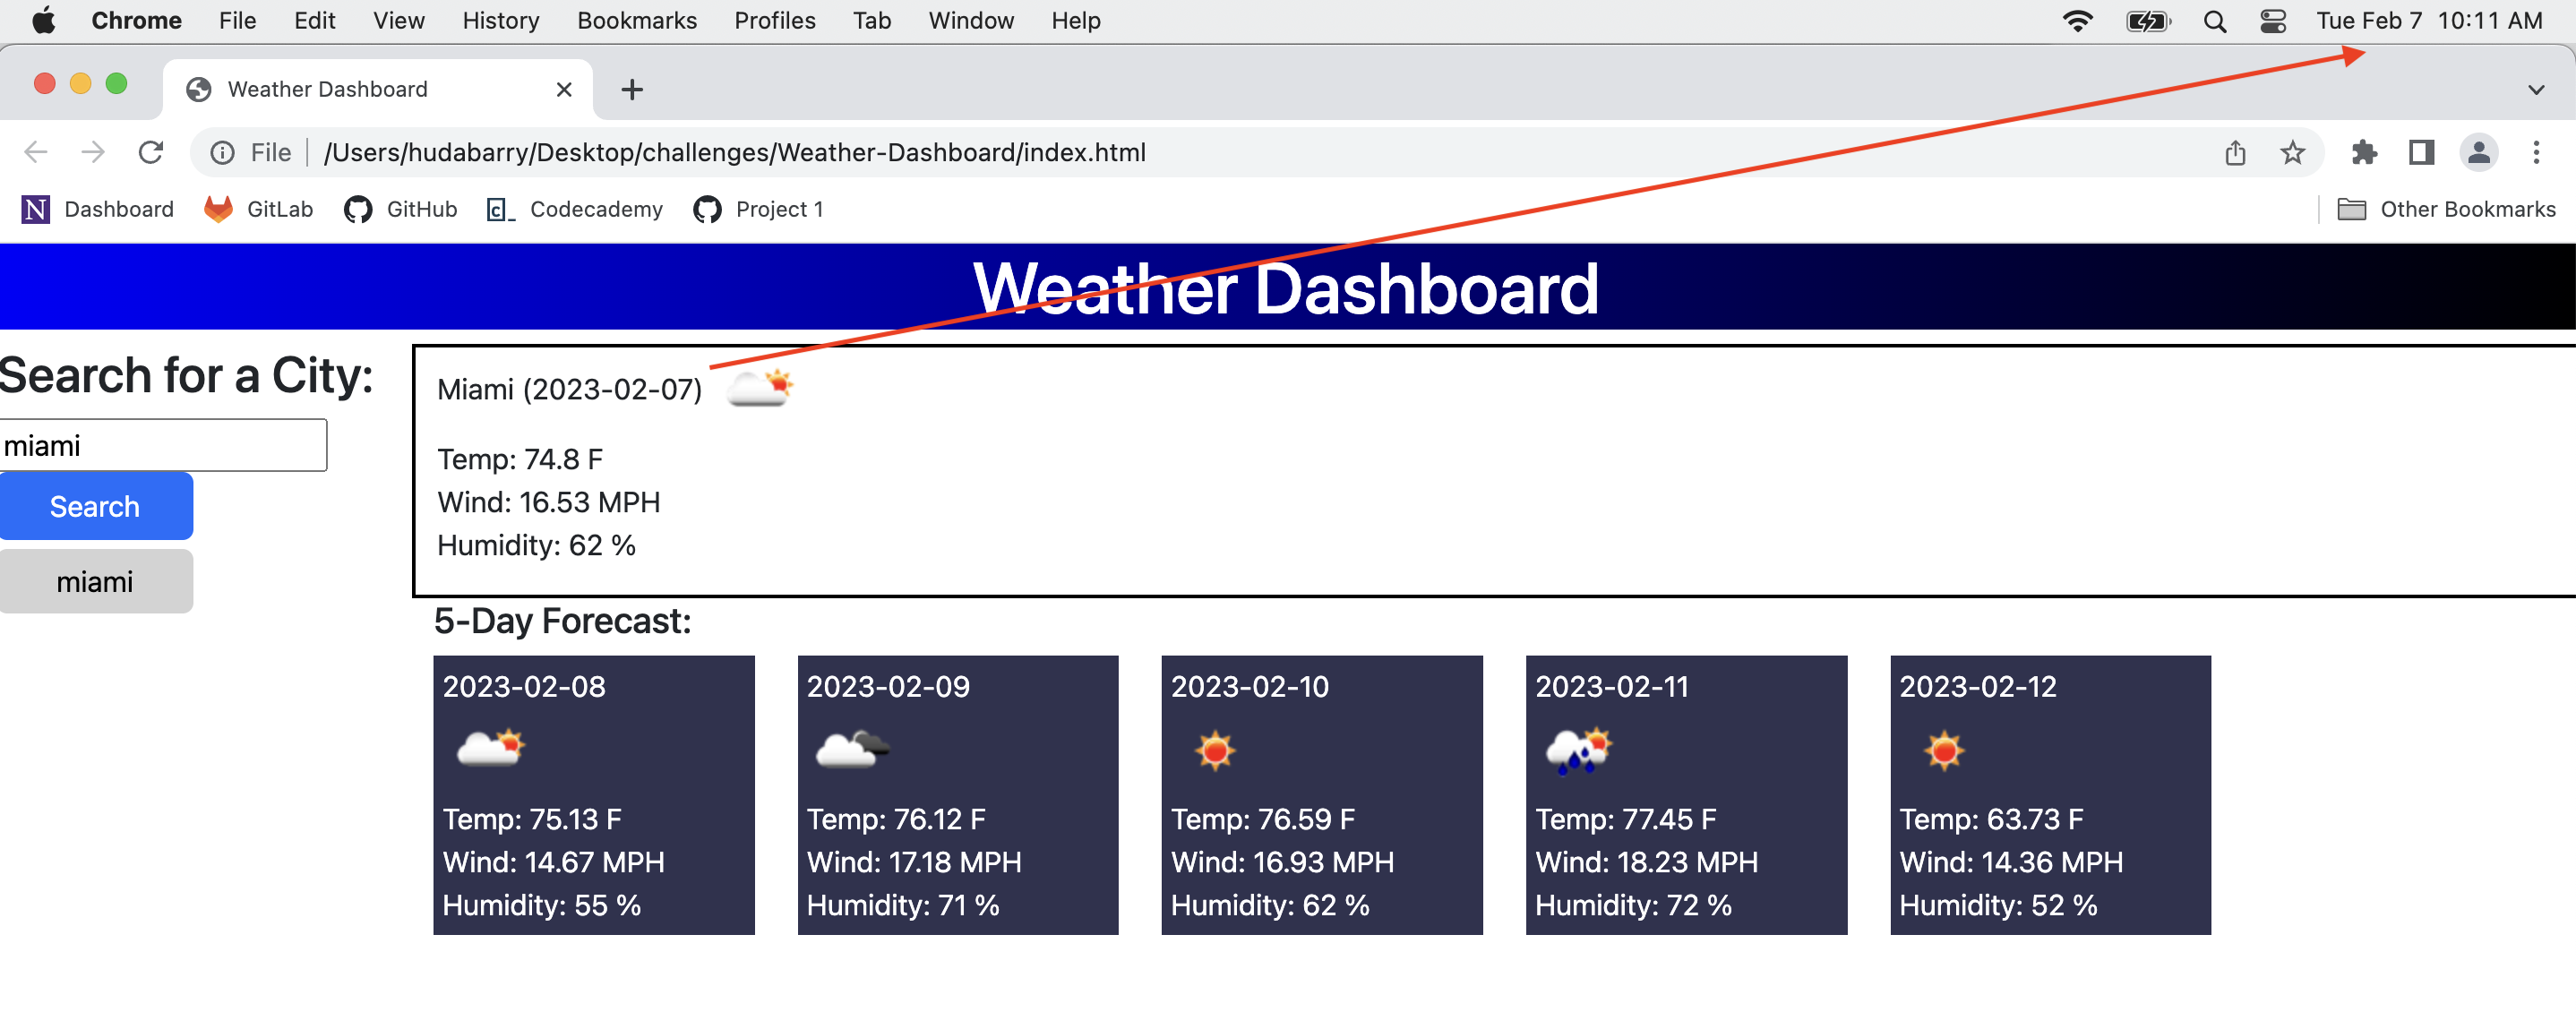 Chrome File Edit View History Bookmarks Profiles Tab Window Help Tue Feb 7 10:11 AM
Weather Dashboard
File /Users/hudabarry/Desktop/challenges/Weather-Dashboard/index.html
N Dashboard GitLab GitHub c_ Codecademy Project 1 Other Bookmarks
Weather Dashboard
Search for a City:
miami
Search
miami
Miami (2023-02-07)
Temp: 74.8 F
Wind: 16.53 MPH
Humidity: 62 %
5-Day Forecast:
2023-02-08
Temp: 75.13 F
Wind: 14.67 MPH
Humidity: 55 %
2023-02-09
Temp: 76.12 F
Wind: 17.18 MPH
Humidity: 71 %
2023-02-10
Temp: 76.59 F
Wind: 16.93 MPH
Humidity: 62 %
2023-02-11
Temp: 77.45 F
Wind: 18.23 MPH
Humidity: 72 %
2023-02-12
Temp: 63.73 F
Wind: 14.36 MPH
Humidity: 52 %